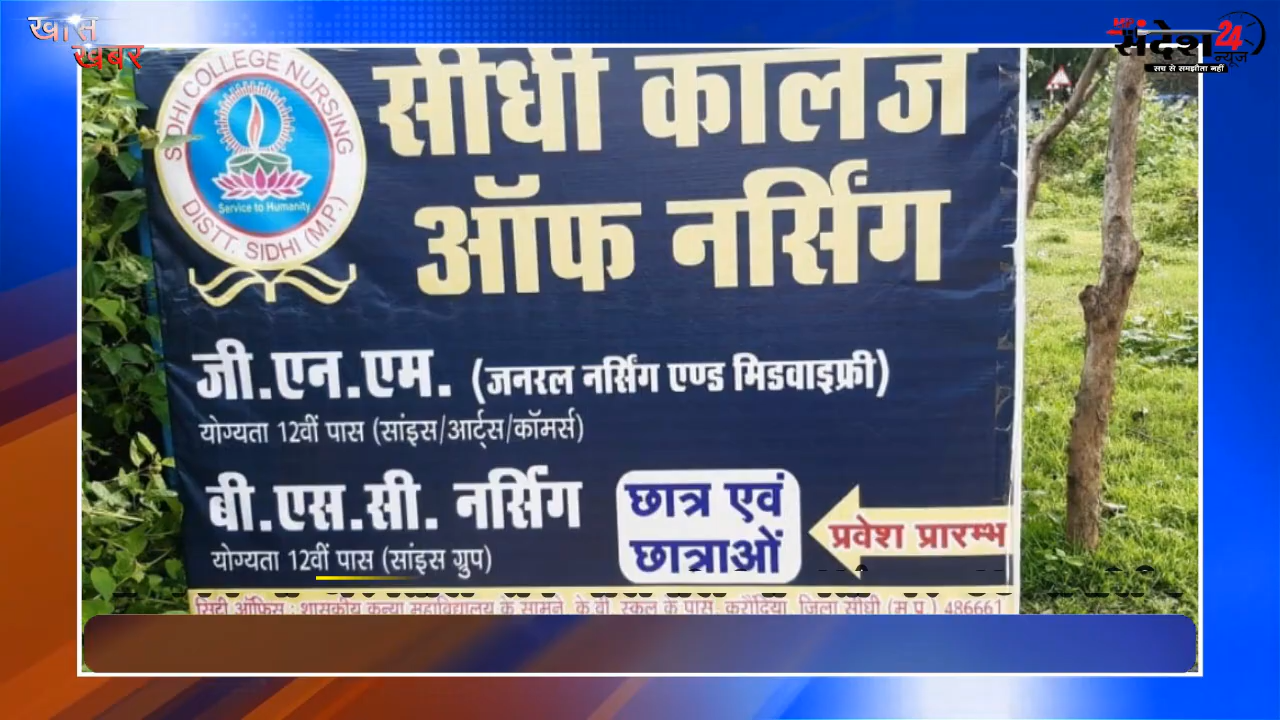 खास
खबर
संदेश 24
न्यूज
सच से समझौता नहीं
SIDHI COLLEGE NURSING
Service to Humanity
DISTT. SIDHI (M.P.)
सीधी कालेज
ऑफ नर्सिंग
जी.एन.एम. (जनरल नर्सिंग एण्ड मिडवाइफ्री)
योग्यता 12वीं पास (सांइस/आर्ट्स/कॉमर्स)
बी.एस.सी. नर्सिंग
योग्यता 12वीं पास (सांइस ग्रुप)
छात्र एवं
छात्राओं
प्रवेश प्रारम्भ
सिटी ऑफिस : शासकीय कन्या महाविद्यालय के सामने, के.वी. स्कूल के पास, करौंदिया, जिला सीधी (म.प्र.) 486661